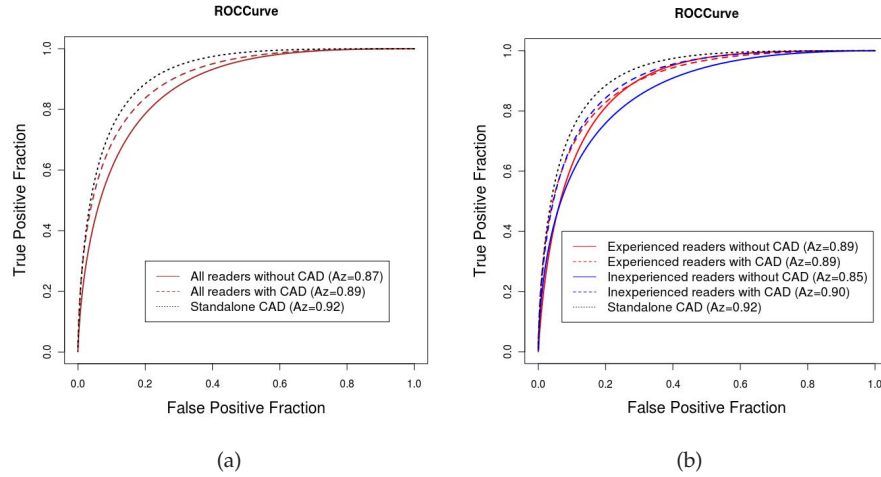 ROCCurve
True Positive Fraction
0.0 0.2 0.4 0.6 0.8 1.0
All readers without CAD (Az=0.87)
All readers with CAD (Az=0.89)
Standalone CAD (Az=0.92)
0.0 0.2 0.4 0.6 0.8 1.0
False Positive Fraction
(a)
ROCCurve
True Positive Fraction
0.0 0.2 0.4 0.6 0.8 1.0
Experienced readers without CAD (Az=0.89)
Experienced readers with CAD (Az=0.89)
Inexperienced readers without CAD (Az=0.85)
Inexperienced readers with CAD (Az=0.90)
Standalone CAD (Az=0.92)
0.0 0.2 0.4 0.6 0.8 1.0
False Positive Fraction
(b)